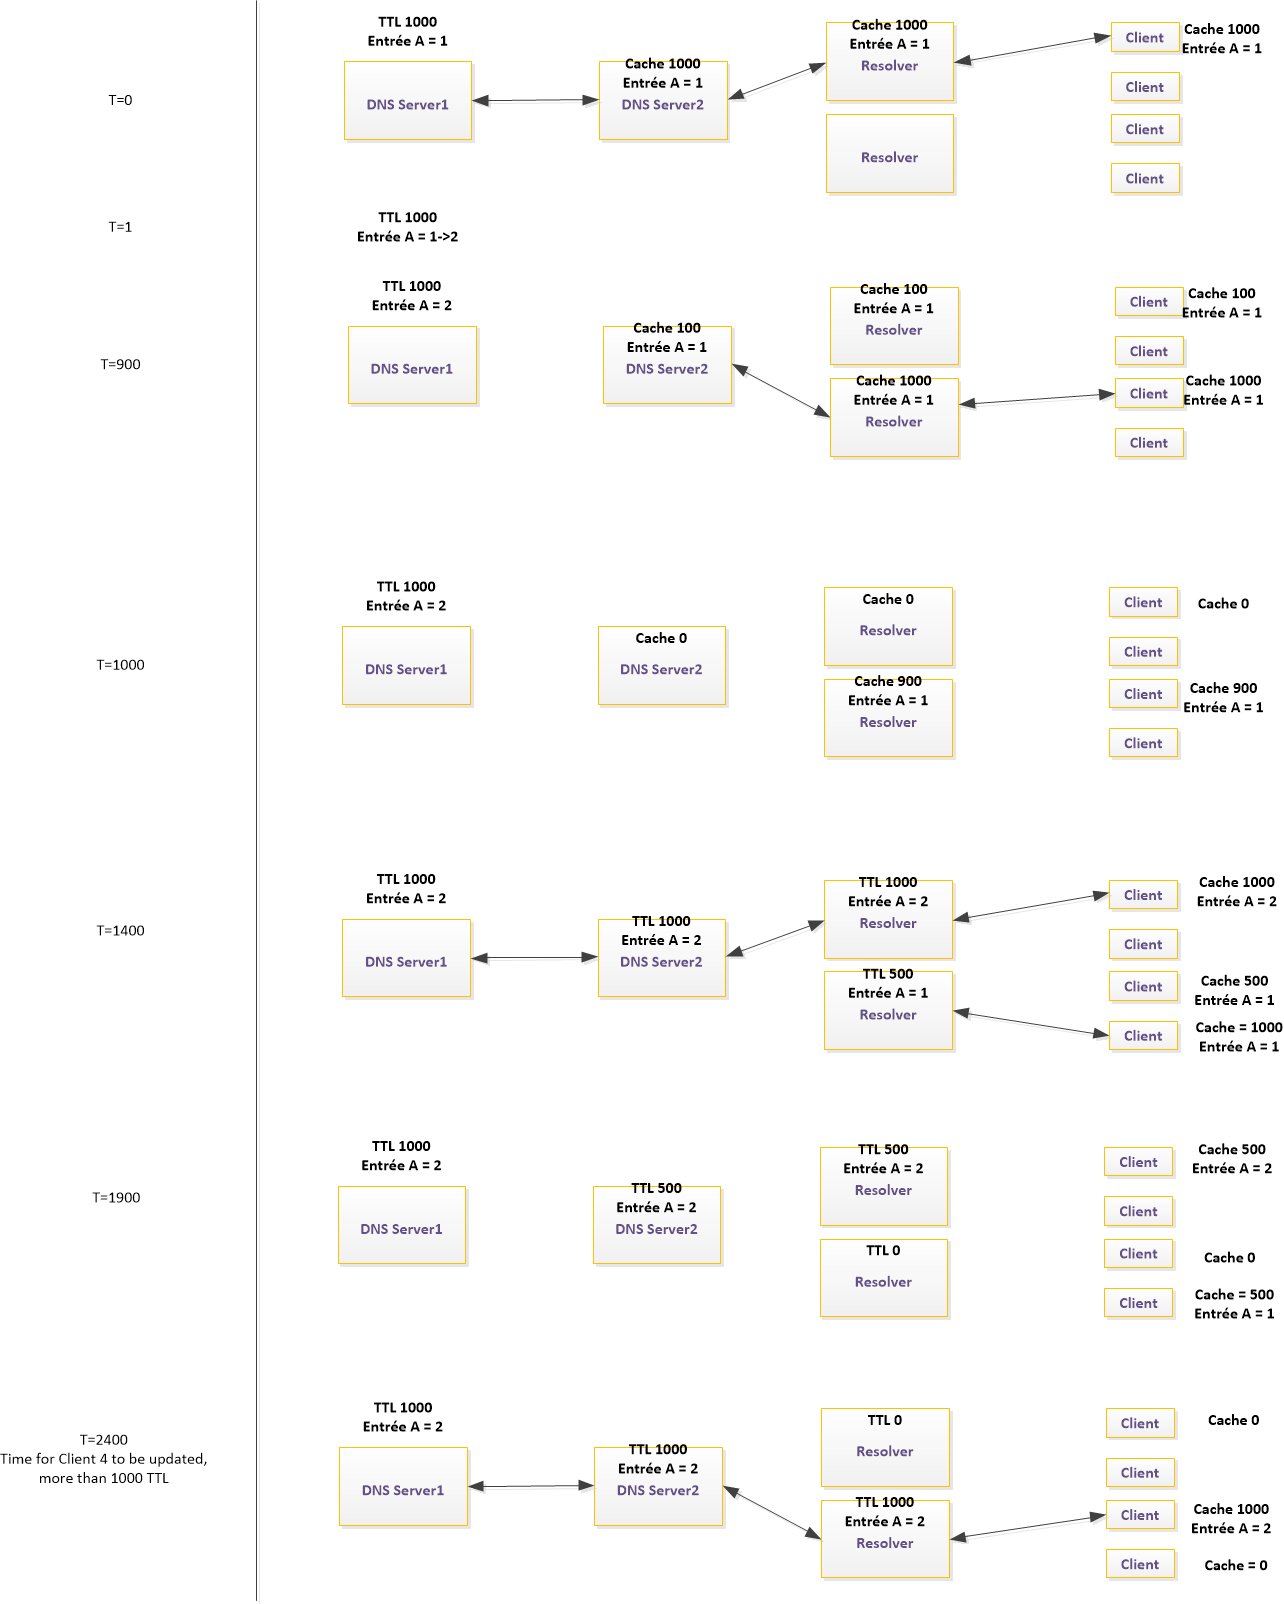 TTL 1000
Entrée A = 1
Cache 1000
Entrée A = 1
Resolver
Client
Cache 1000
Entrée A = 1
T=0
DNS Server1
Cache 1000
Entrée A = 1
DNS Server2
Client
Client
Resolver
Client
T=1
TTL 1000
Entrée A = 1->2
TTL 1000
Entrée A = 2
Cache 100
Entrée A = 1
Resolver
Client
Cache 100
Entrée A = 1
T=900
DNS Server1
Cache 100
Entrée A = 1
DNS Server2
Client
Cache 1000
Entrée A = 1
Resolver
Client
Cache 1000
Entrée A = 1
Client
TTL 1000
Entrée A = 2
Cache 0
Resolver
Client
Cache 0
T=1000
DNS Server1
Cache 0
DNS Server2
Client
Cache 900
Entrée A = 1
Resolver
Client
Cache 900
Entrée A = 1
Client
TTL 1000
Entrée A = 2
TTL 1000
Entrée A = 2
Resolver
Client
Cache 1000
Entrée A = 2
T=1400
DNS Server1
TTL 1000
Entrée A = 2
DNS Server2
Client
TTL 500
Entrée A = 1
Resolver
Client
Cache 500
Entrée A = 1
Client
Cache = 1000
Entrée A = 1
TTL 1000
Entrée A = 2
TTL 500
Entrée A = 2
Resolver
Client
Cache 500
Entrée A = 2
T=1900
DNS Server1
TTL 500
Entrée A = 2
DNS Server2
Client
TTL 0
Resolver
Client
Cache 0
Client
Cache = 500
Entrée A = 1
TTL 1000
Entrée A = 2
TTL 0
Resolver
Client
Cache 0
T=2400
Time for Client 4 to be updated,
more than 1000 TTL
DNS Server1
TTL 1000
Entrée A = 2
DNS Server2
Client
TTL 1000
Entrée A = 2
Resolver
Client
Cache 1000
Entrée A = 2
Client
Cache = 0